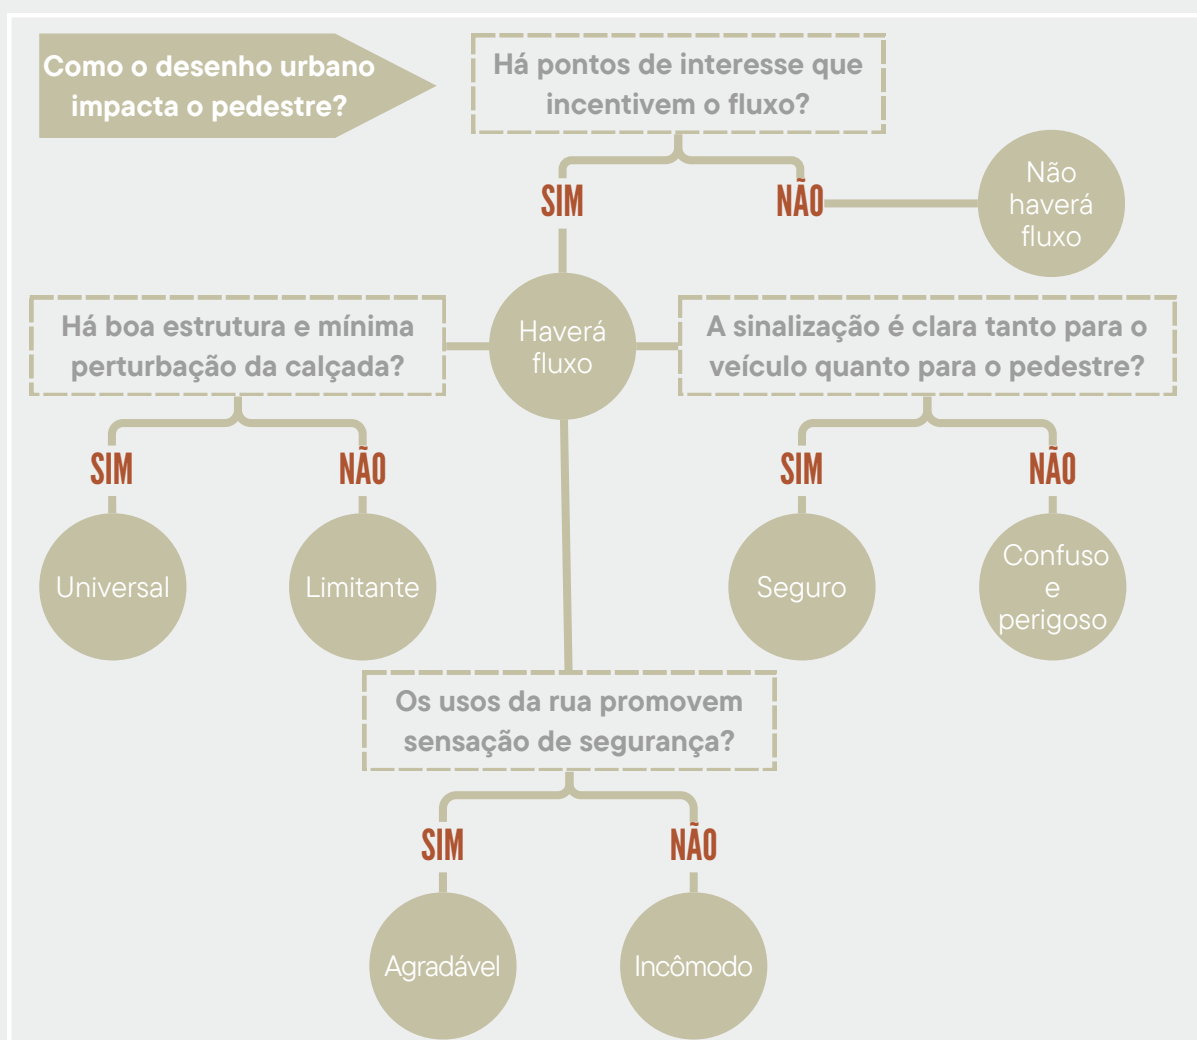 Como o desenho urbano
impacta o pedestre?
Há pontos de interesse que
incentivem o fluxo?
SIM
NÃO
Não
haverá
fluxo
Haverá
fluxo
Há boa estrutura e mínima
perturbação da calçada?
SIM
NÃO
Universal
Limitante
A sinalização é clara tanto para o
veículo quanto para o pedestre?
SIM
NÃO
Seguro
Confuso
e
perigoso
Os usos da rua promovem
sensação de segurança?
SIM
NÃO
Agradável
Incômodo